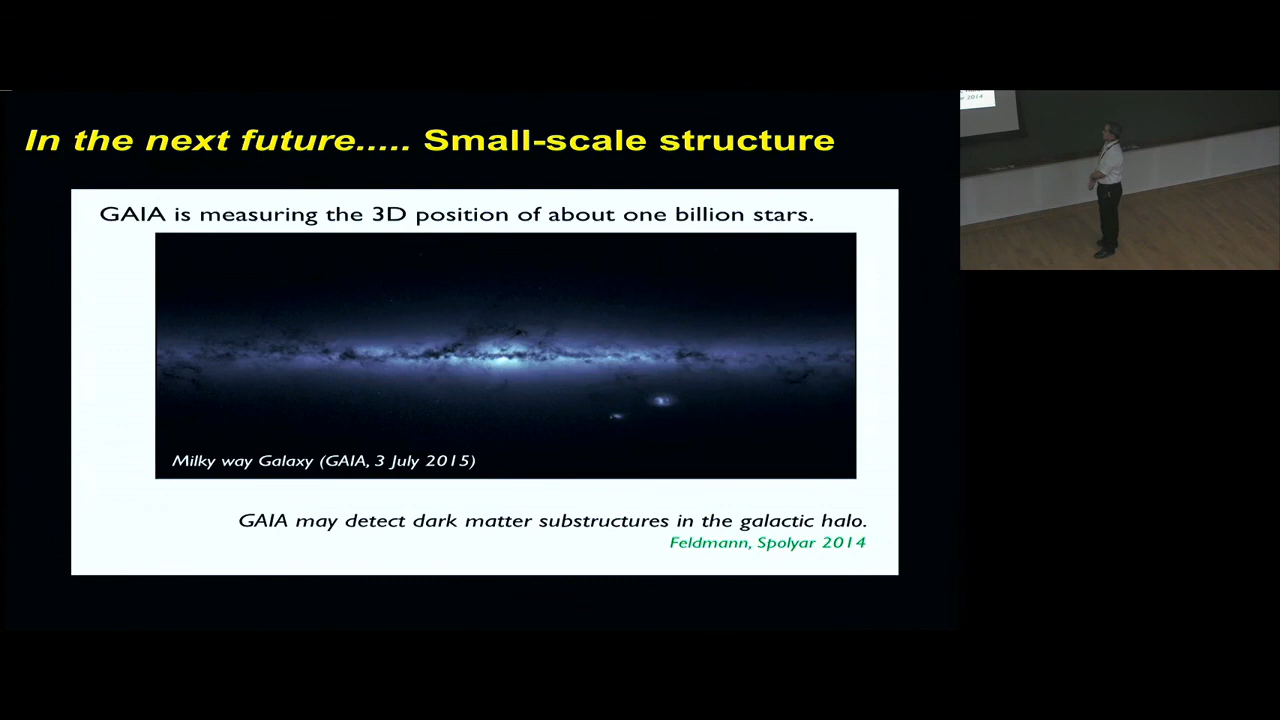 In the next future..... Small-scale structure
GAIA is measuring the 3D position of about one billion stars.
Milky way Galaxy (GAIA, 3 July 2015)
GAIA may detect dark matter substructures in the galactic halo.
Feldmann, Spolyar 2014
2014